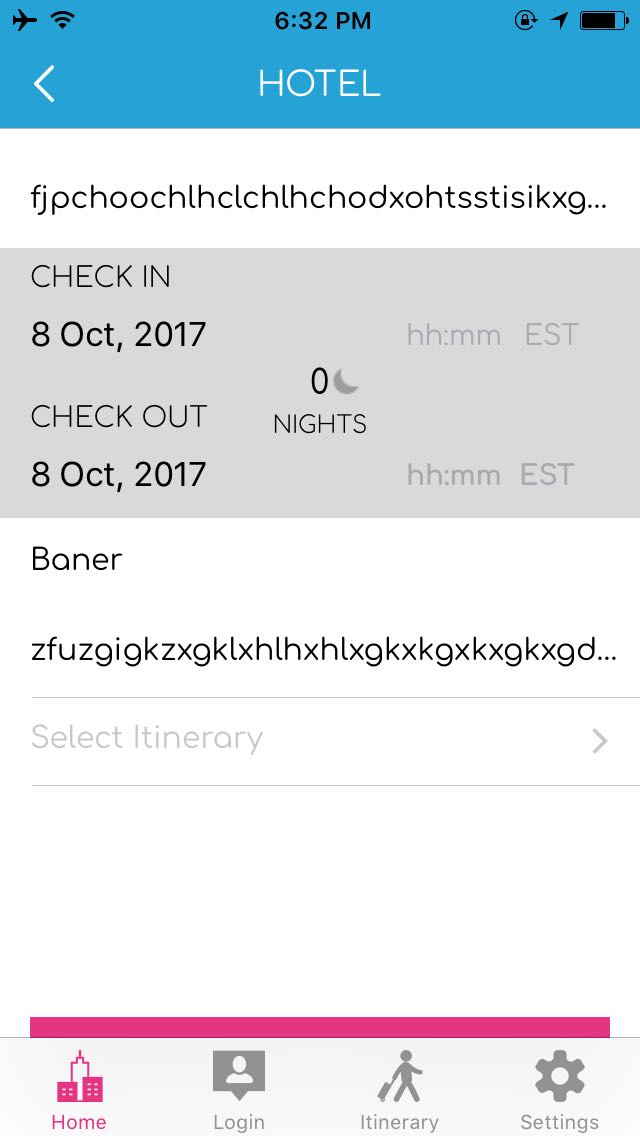 6:32 PM
HOTEL
fjpchoochlhclchlhchodxohtsstisikxg...
CHECK IN
8 Oct, 2017 hh:mm EST
0
NIGHTS
CHECK OUT
8 Oct, 2017 hh:mm EST
Baner
zfuzgigkzxgklxhlhxhlxgkxkgxkxgkxgd...
Select Itinerary
Home Login Itinerary Settings